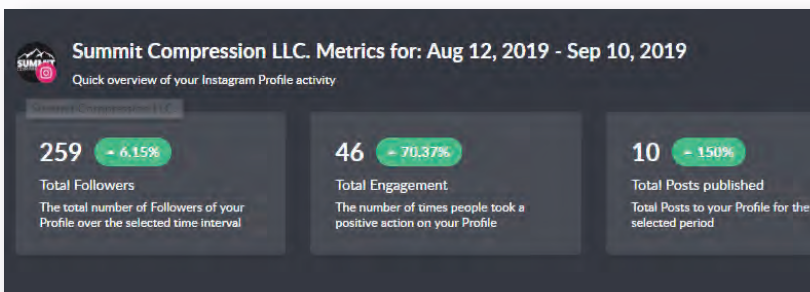 Summit Compression LLC. Metrics for: Aug 12, 2019 - Sep 10, 2019
Quick overview of your Instagram Profile activity
SUMMIT
Summit Compression LLC.
259 6.15%
Total Followers
The total number of Followers of your
Profile over the selected time interval
46 70.37%
Total Engagement
The number of times people took a
positive action on your Profile
10 150%
Total Posts published
Total Posts to your Profile for the
selected period